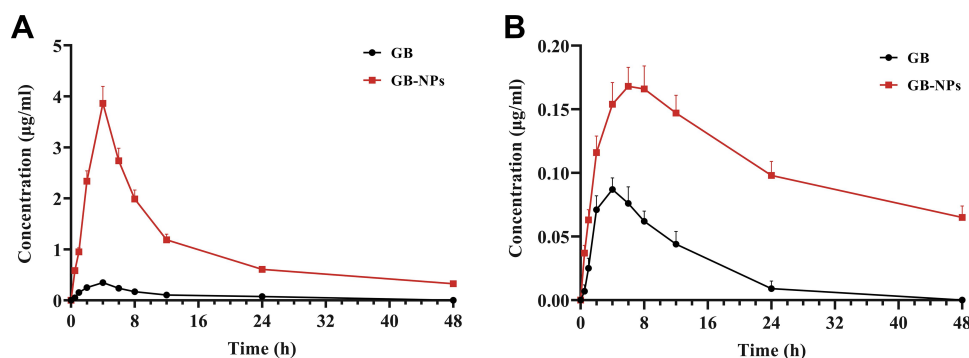 A
Concentration (µg/ml)
5
4
3
2
1
0
0
8
16
24
32
40
48
Time (h)
GB
GB-NPs
B
Concentration (µg/ml)
0.20
0.15
0.10
0.05
0.00
0
8
16
24
32
40
48
Time (h)
GB
GB-NPs